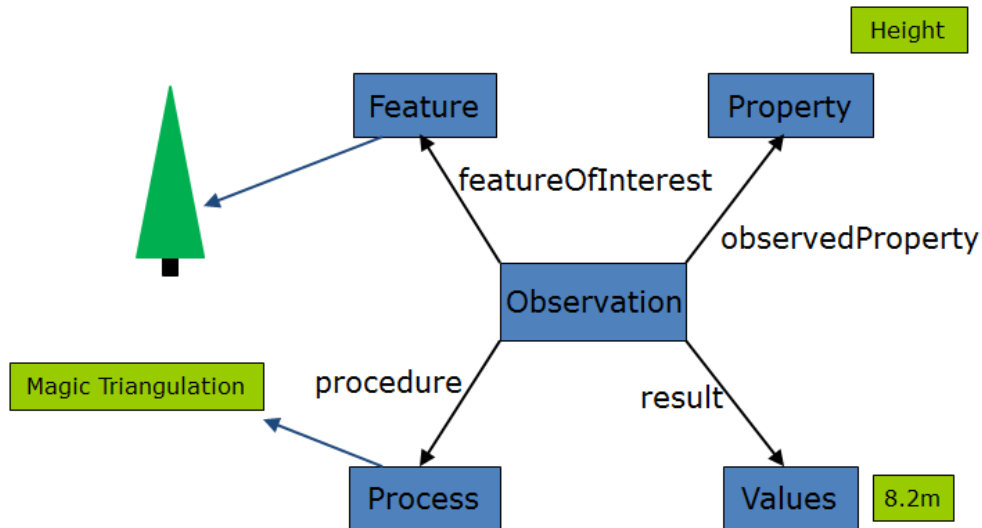 Height
Feature
Property
featureOfInterest
observedProperty
Observation
Magic Triangulation
procedure
result
Process
Values
8.2m